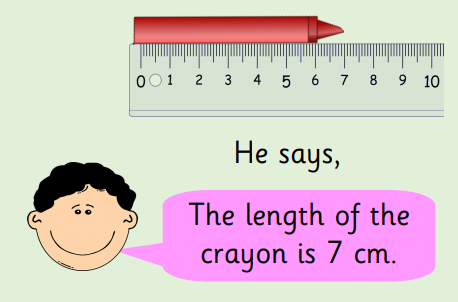 0 1 2 3 4 5 6 7 8 9 10
He says,
The length of the
crayon is 7 cm.